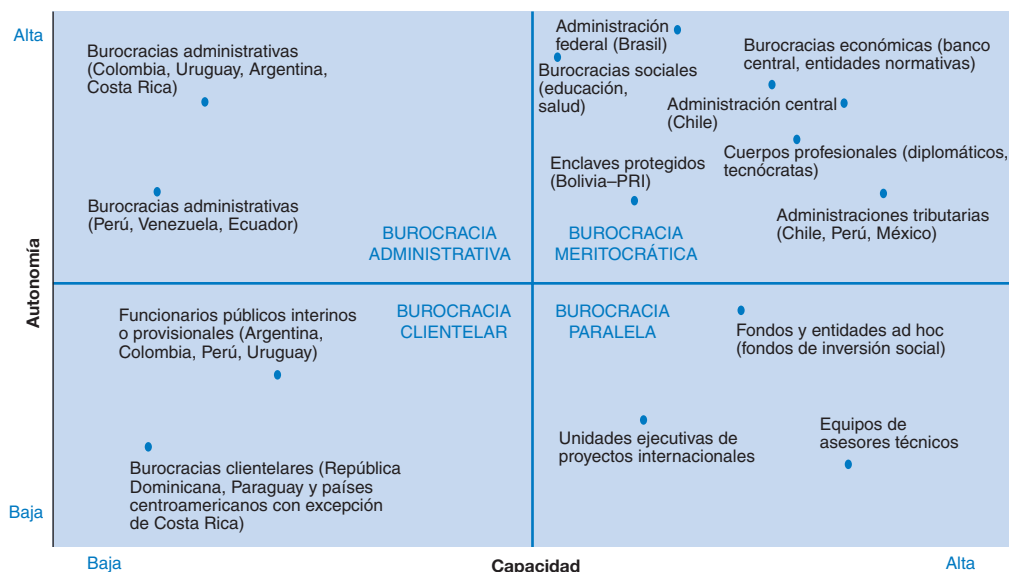 Alta
Burocracias administrativas
(Colombia, Uruguay, Argentina,
Costa Rica)
Burocracias administrativas
(Perú, Venezuela, Ecuador)
BUROCRACIA
ADMINISTRATIVA
Administración
federal (Brasil)
Burocracias sociales
(educación,
salud)
Burocracias económicas (banco
central, entidades normativas)
Administración central
(Chile)
Cuerpos profesionales (diplomáticos,
tecnócratas)
Enclaves protegidos
(Bolivia–PRI)
Administraciones tributarias
(Chile, Perú, México)
BUROCRACIA
MERITOCRÁTICA
Autonomía
Funcionarios públicos interinos
o provisionales (Argentina,
Colombia, Perú, Uruguay)
BUROCRACIA
CLIENTELAR
Burocracias clientelares (República
Dominicana, Paraguay y países
centroamericanos con excepción
de Costa Rica)
BUROCRACIA
PARALELA
Fondos y entidades ad hoc
(fondos de inversión social)
Unidades ejecutivas de
proyectos internacionales
Equipos de
asesores técnicos
Baja
Baja
Capacidad
Alta